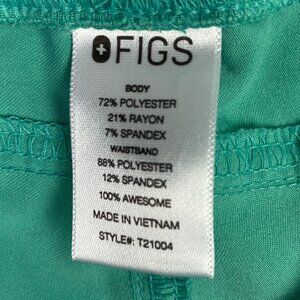 FIGS
BODY
72% POLYESTER
21% RAYON
7% SPANDEX
WAISTBAND
88% POLYESTER
12% SPANDEX
100% AWESOME
MADE IN VIETNAM
STYLE#: T21004